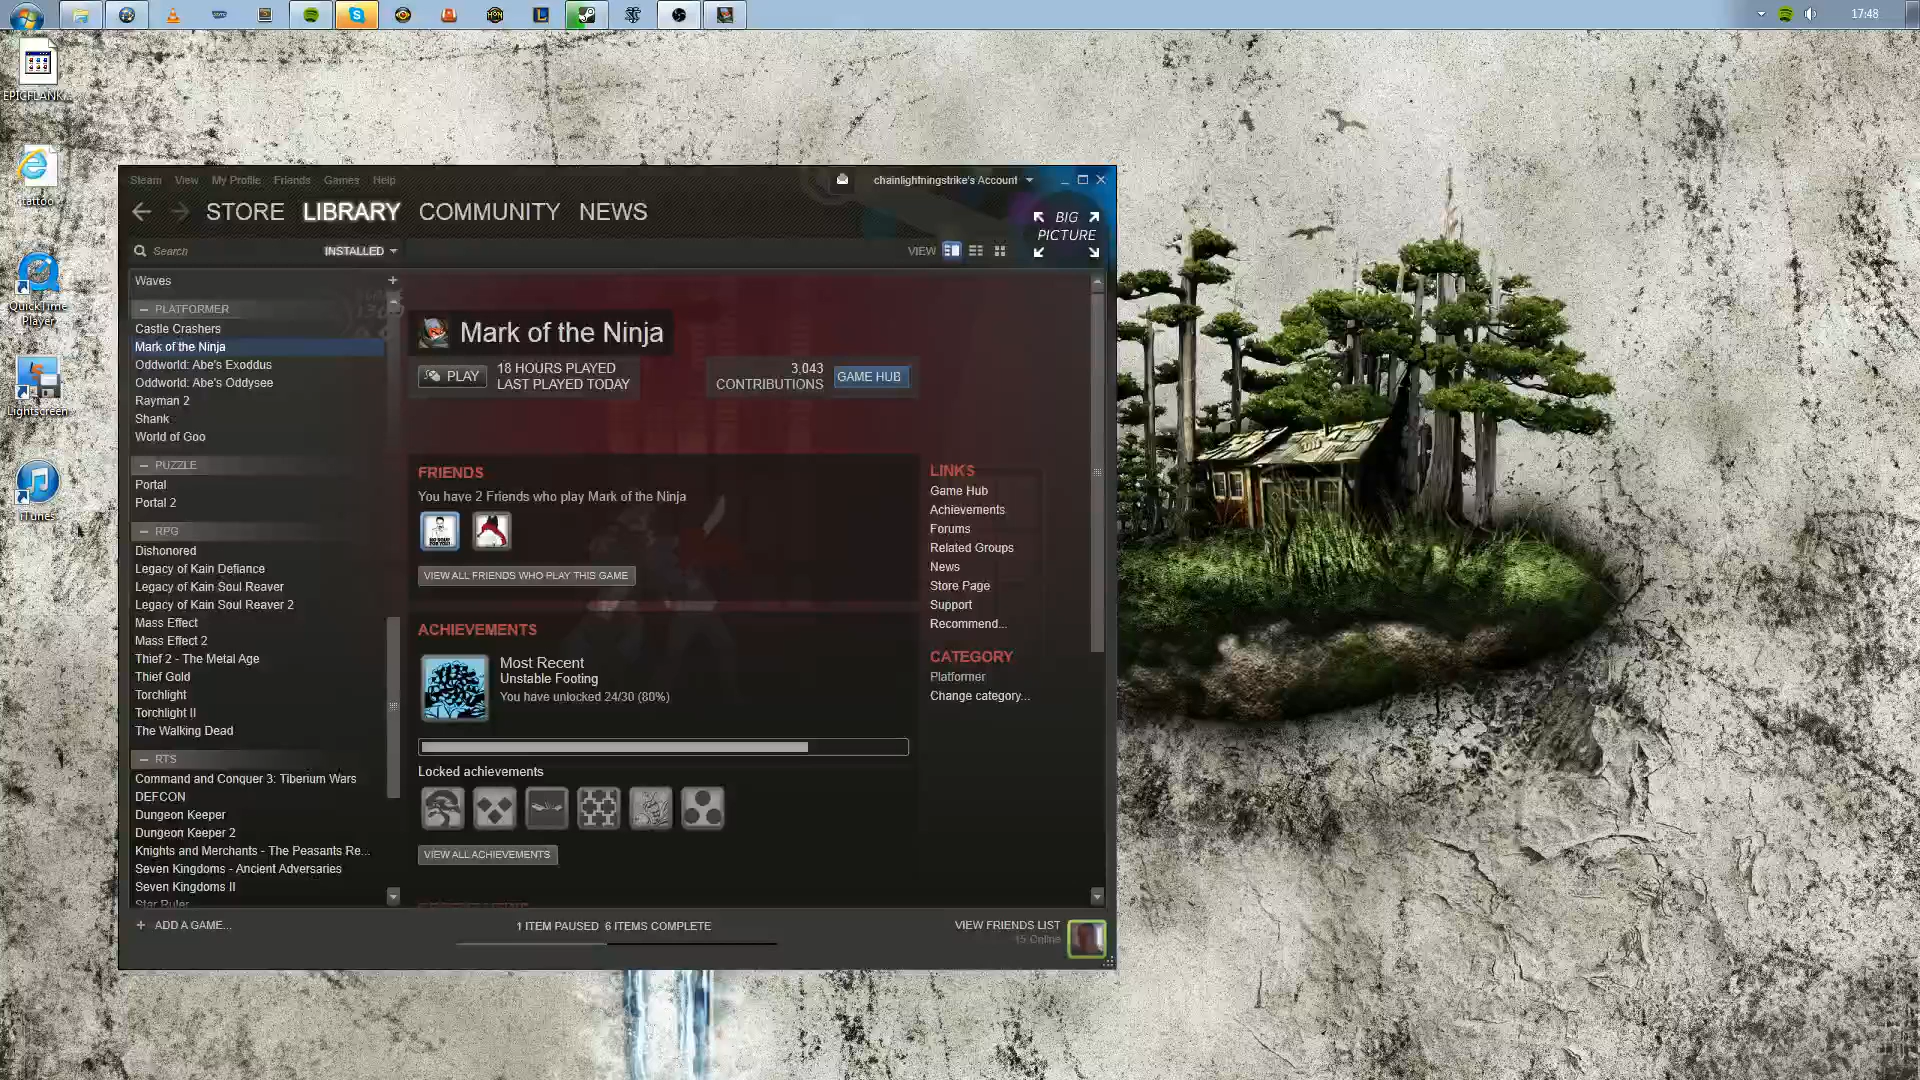 17:48
EPICFLANK...
tattoo
QuickTime
Player
Lightscreen
iTunes
Steam View My Profile Friends Games Help
chainlightningstrike's Account
STORE LIBRARY COMMUNITY NEWS
BIG
PICTURE
Search
INSTALLED
VIEW
Waves +
– PLATFORMER
Castle Crashers
Mark of the Ninja
Oddworld: Abe's Exoddus
Oddworld: Abe's Oddysee
Rayman 2
Shank
World of Goo
– PUZZLE
Portal
Portal 2
– RPG
Dishonored
Legacy of Kain Defiance
Legacy of Kain Soul Reaver
Legacy of Kain Soul Reaver 2
Mass Effect
Mass Effect 2
Thief 2 - The Metal Age
Thief Gold
Torchlight
Torchlight II
The Walking Dead
– RTS
Command and Conquer 3: Tiberium Wars
DEFCON
Dungeon Keeper
Dungeon Keeper 2
Knights and Merchants - The Peasants Re...
Seven Kingdoms - Ancient Adversaries
Seven Kingdoms II
Star Ruler
Mark of the Ninja
PLAY
18 HOURS PLAYED
LAST PLAYED TODAY
3,043
CONTRIBUTIONS
GAME HUB
FRIENDS
You have 2 Friends who play Mark of the Ninja
VIEW ALL FRIENDS WHO PLAY THIS GAME
ACHIEVEMENTS
Most Recent
Unstable Footing
You have unlocked 24/30 (80%)
Locked achievements
VIEW ALL ACHIEVEMENTS
LINKS
Game Hub
Achievements
Forums
Related Groups
News
Store Page
Support
Recommend...
CATEGORY
Platformer
Change category...
+ ADD A GAME...
1 ITEM PAUSED 6 ITEMS COMPLETE
VIEW FRIENDS LIST
15 Online